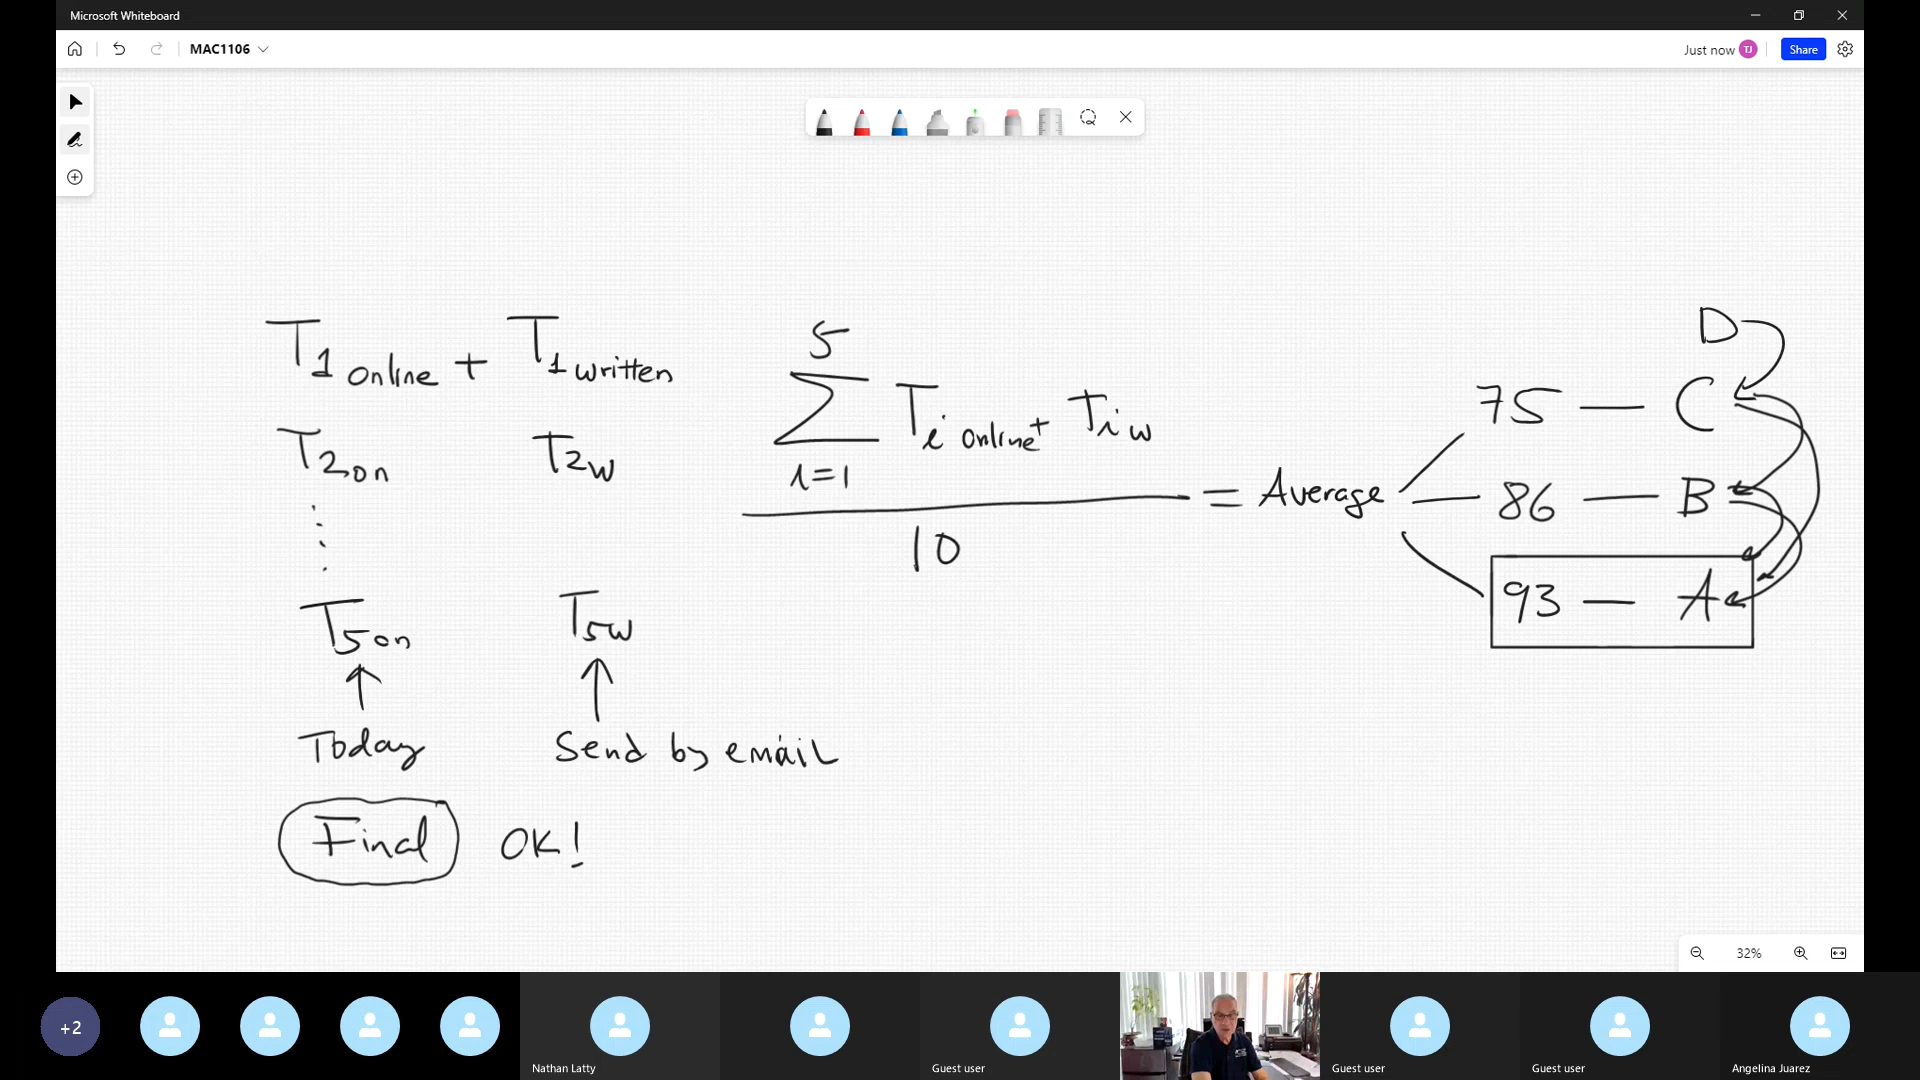 Microsoft Whiteboard
MAC1106
Just now TJ Share
T1 online + T1 written
T2on T2w
T5on T5w
Today Send by email
Final OK!
5
∑ Ti online + Tiw
i=1
10
= Average
D
75 — C
86 — B
93 — A
32%
+2
Nathan Latty
Guest user
Guest user
Guest user
Angelina Juarez